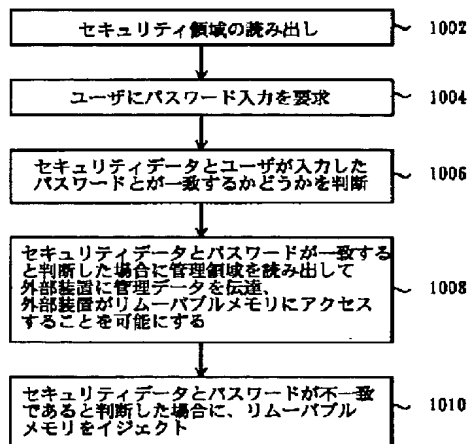 セキュリティ領域の読み出し
1002
ユーザにパスワード入力を要求
1004
セキュリティデータとユーザが入力した
パスワードとが一致するかどうかを判断
1006
セキュリティデータとパスワードが一致する
と判断した場合に管理領域を読み出して
外部装置に管理データを伝達、
外部装置がリムーバブルメモリにアクセス
することを可能にする
1008
セキュリティデータとパスワードが不一致
であると判断した場合に、リムーバブル
メモリをイジェクト
1010